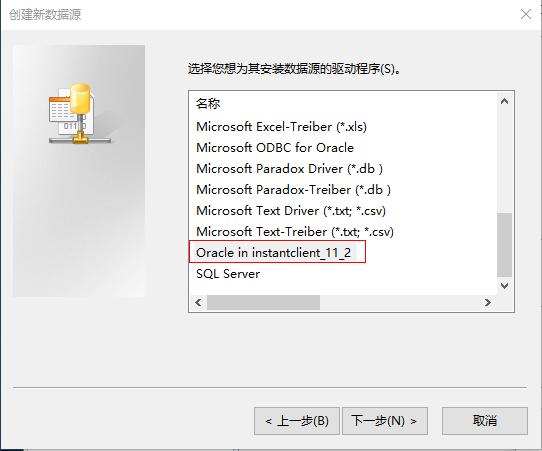 创建新数据源
选择您想为其安装数据源的驱动程序(S)。
名称
Microsoft Excel-Treiber (*.xls)
Microsoft ODBC for Oracle
Microsoft Paradox Driver (*.db )
Microsoft Paradox-Treiber (*.db )
Microsoft Text Driver (*.txt; *.csv)
Microsoft Text-Treiber (*.txt; *.csv)
Oracle in instantclient_11_2
SQL Server
01110
< 上一步(B)
下一步(N) >
取消